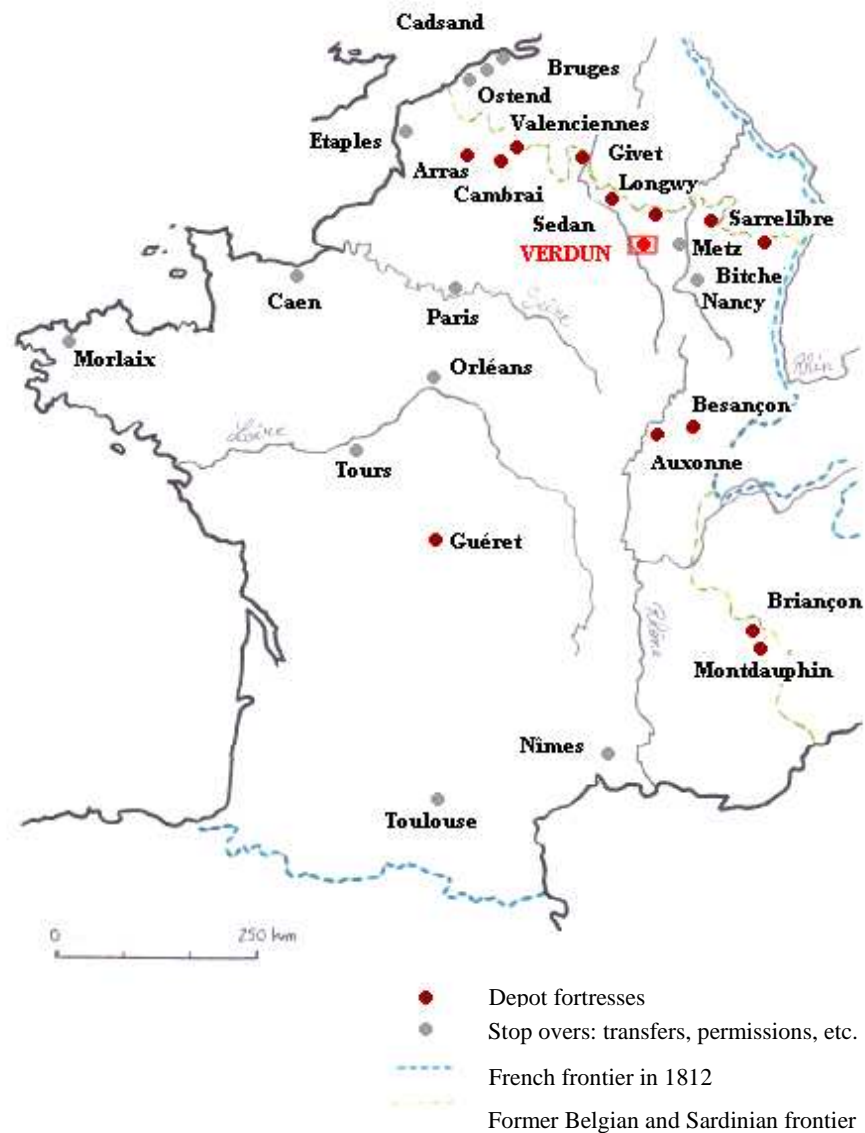 Cadsand
Bruges
Ostend
Valenciennes
Etaples
Givet
Arras
Longwy
Cambrai
Sedan
Sarrelibre
VERDUN
Metz
Bitche
Caen
Nancy
Paris
Seine
Morlaix
Rhin
Orléans
Besançon
Loire
Auxonne
Tours
Guéret
Briançon
Rhône
Montdauphin
Nîmes
Toulouse
0 250 km
Depot fortresses
Stop overs: transfers, permissions, etc.
French frontier in 1812
Former Belgian and Sardinian frontier